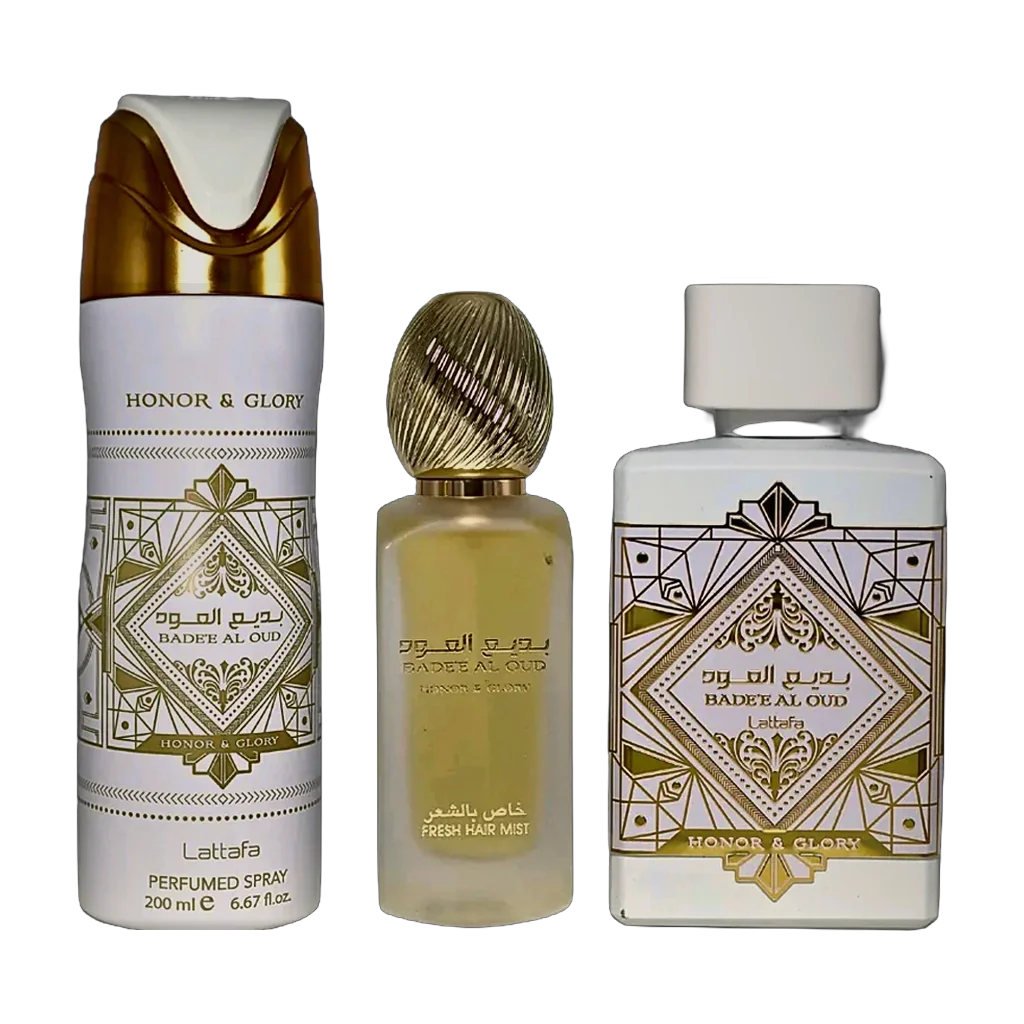 HONOR & GLORY
بديع العود
BADE'E AL OUD
HONOR & GLORY
Lattafa
PERFUMED SPRAY
200 ml e 6.67 fl.oz.
بديع العود
BADE'E AL OUD
HONOR & GLORY
خاص بالشعر
FRESH HAIR MIST
بديع العود
BADE'E AL OUD
Lattafa
HONOR & GLORY